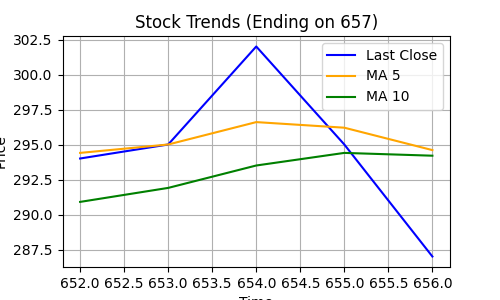 Stock Trends (Ending on 657)
302.5
300.0
297.5
295.0
292.5
290.0
287.5
Price
Last Close
MA 5
MA 10
652.0 652.5 653.0 653.5 654.0 654.5 655.0 655.5 656.0
Time